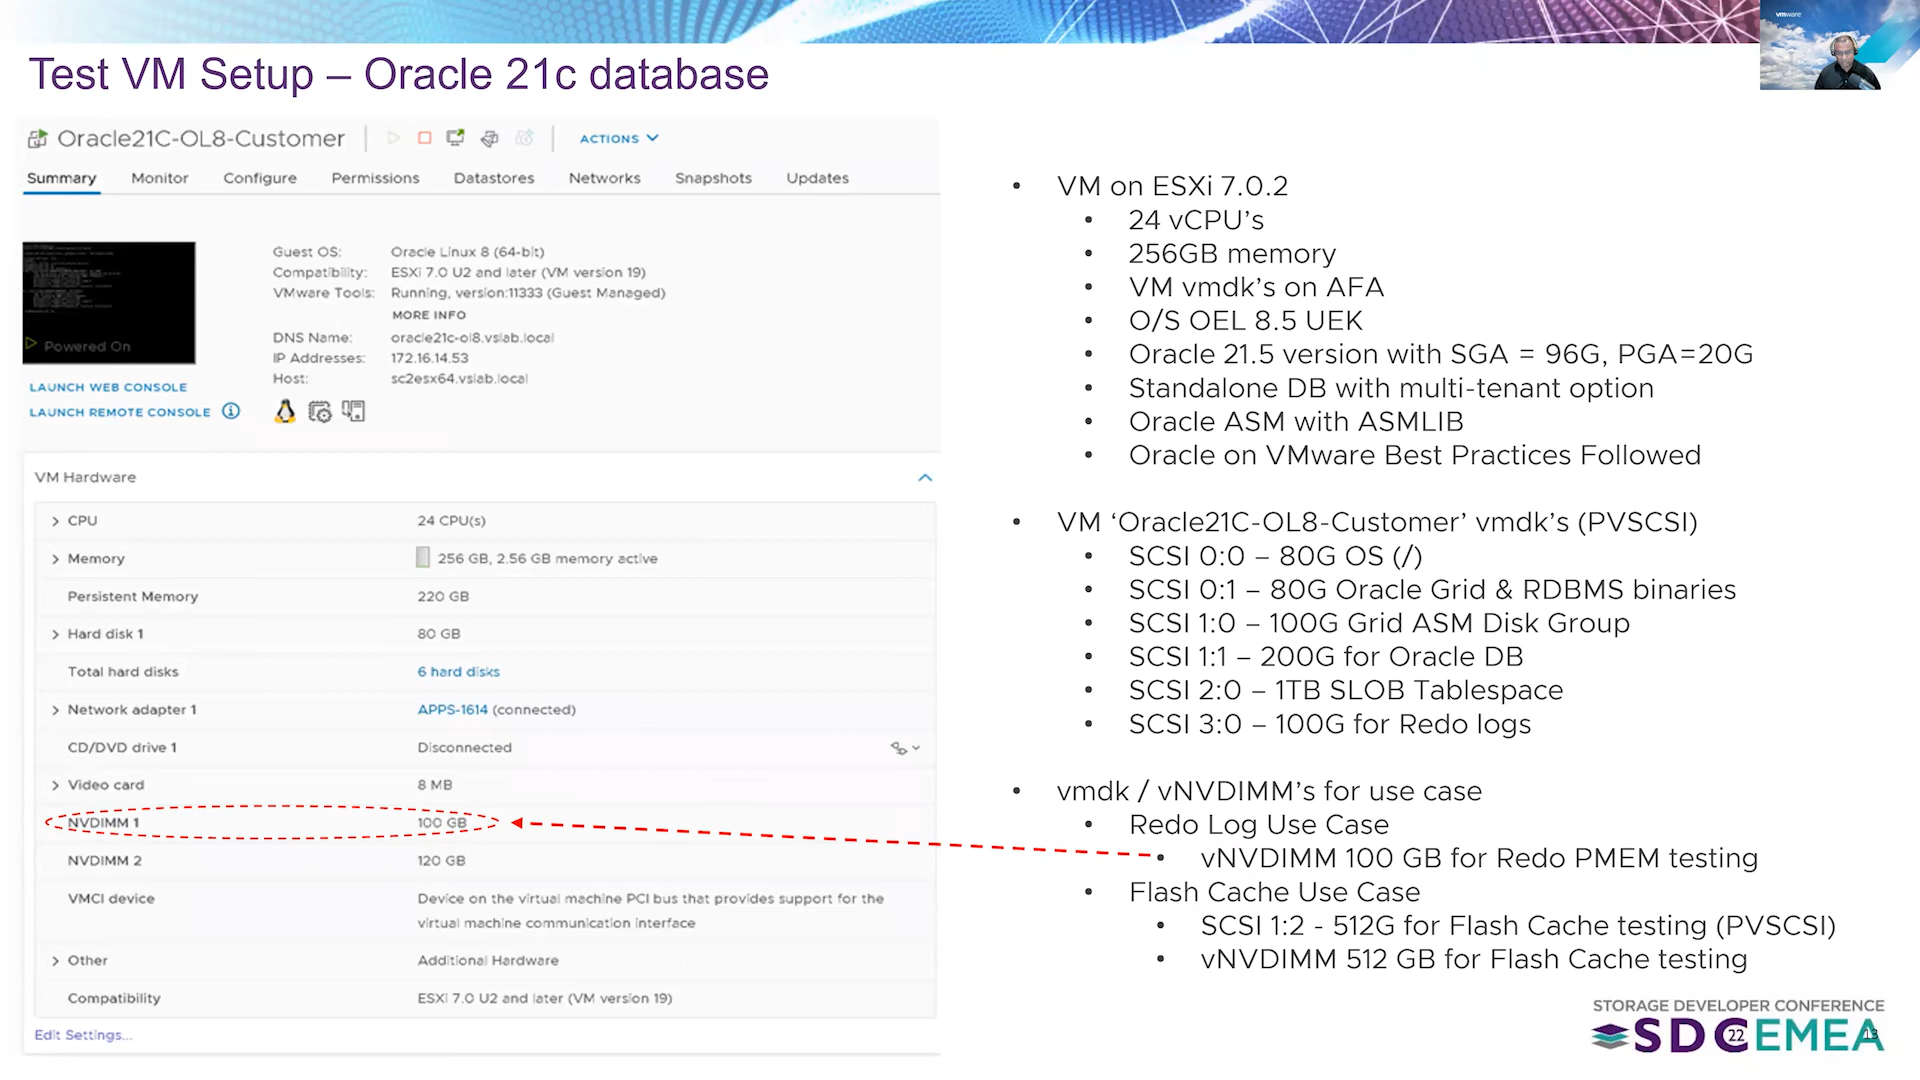 vmware
Test VM Setup – Oracle 21c database
Oracle21C-OL8-Customer
ACTIONS
Summary Monitor Configure Permissions Datastores Networks Snapshots Updates
Powered On
Guest OS: Oracle Linux 8 (64-bit)
Compatibility: ESXi 7.0 U2 and later (VM version 19)
VMware Tools: Running, version:11333 (Guest Managed)
MORE INFO
DNS Name: oracle21c-ol8.vslab.local
IP Addresses: 172.16.14.53
Host: sc2esx64.vslab.local
LAUNCH WEB CONSOLE
LAUNCH REMOTE CONSOLE
VM Hardware
CPU 24 CPU(s)
Memory 256 GB, 2.56 GB memory active
Persistent Memory 220 GB
Hard disk 1 80 GB
Total hard disks 6 hard disks
Network adapter 1 APPS-1614 (connected)
CD/DVD drive 1 Disconnected
Video card 8 MB
NVDIMM 1 100 GB
NVDIMM 2 120 GB
VMCI device Device on the virtual machine PCI bus that provides support for the
virtual machine communication interface
Other Additional Hardware
Compatibility ESXi 7.0 U2 and later (VM version 19)
Edit Settings...
• VM on ESXi 7.0.2
• 24 vCPU's
• 256GB memory
• VM vmdk's on AFA
• O/S OEL 8.5 UEK
• Oracle 21.5 version with SGA = 96G, PGA=20G
• Standalone DB with multi-tenant option
• Oracle ASM with ASMLIB
• Oracle on VMware Best Practices Followed
• VM ‘Oracle21C-OL8-Customer’ vmdk's (PVSCSI)
• SCSI 0:0 – 80G OS (/)
• SCSI 0:1 – 80G Oracle Grid & RDBMS binaries
• SCSI 1:0 – 100G Grid ASM Disk Group
• SCSI 1:1 – 200G for Oracle DB
• SCSI 2:0 – 1TB SLOB Tablespace
• SCSI 3:0 – 100G for Redo logs
• vmdk / vNVDIMM's for use case
• Redo Log Use Case
• vNVDIMM 100 GB for Redo PMEM testing
• Flash Cache Use Case
• SCSI 1:2 - 512G for Flash Cache testing (PVSCSI)
• vNVDIMM 512 GB for Flash Cache testing
STORAGE DEVELOPER CONFERENCE
SDC 22 EMEA
13